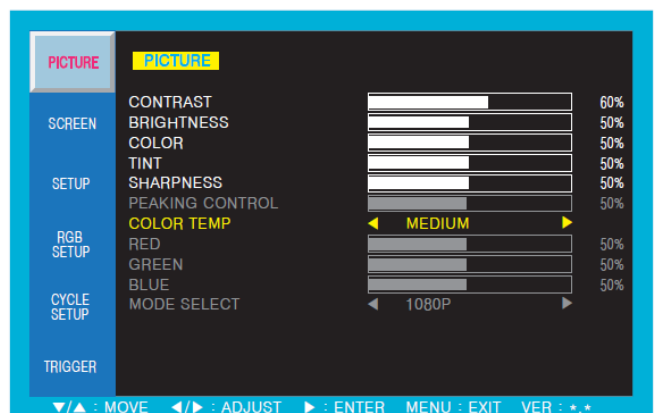 PICTURE
SCREEN
SETUP
RGB
SETUP
CYCLE
SETUP
TRIGGER
PICTURE
CONTRAST 60%
BRIGHTNESS 50%
COLOR 50%
TINT 50%
SHARPNESS 50%
PEAKING CONTROL 50%
COLOR TEMP ◀ MEDIUM ▶
RED 50%
GREEN 50%
BLUE 50%
MODE SELECT ◀ 1080P ▶
▼/▲ : MOVE ◀/▶ : ADJUST ▶ : ENTER MENU : EXIT VER : *.*